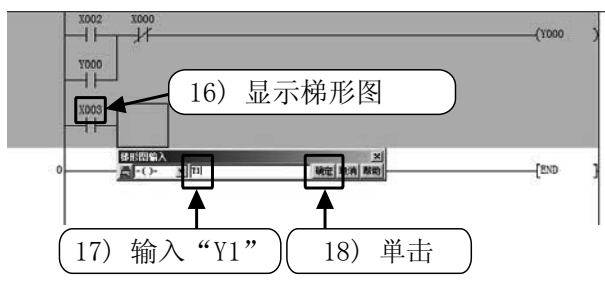 X002 X000
(Y000 )
Y000
16) 显示梯形图
X003
梯形图输入
0 -( )- Y1 确定 取消 帮助 [END ]
17) 输入“Y1” 18) 单击